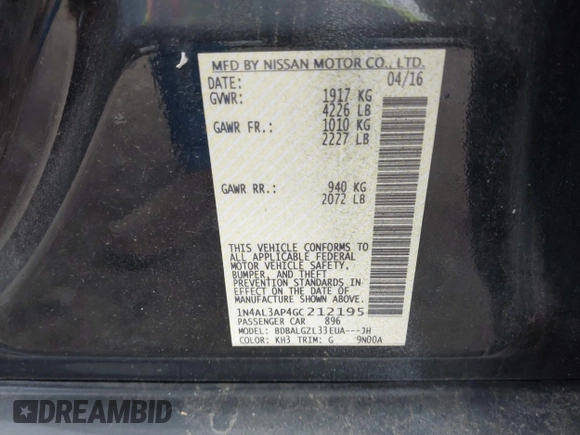 MFD BY NISSAN MOTOR CO., LTD.
DATE: 04/16
GVWR: 1917 KG
4226 LB
GAWR FR.: 1010 KG
2227 LB
GAWR RR.: 940 KG
2072 LB
THIS VEHICLE CONFORMS TO
ALL APPLICABLE FEDERAL
MOTOR VEHICLE SAFETY,
BUMPER, AND THEFT
PREVENTION STANDARDS IN
EFFECT ON THE DATE OF
MANUFACTURE SHOWN ABOVE.
1N4AL3AP4GC212195
PASSENGER CAR 896
MODEL: BDBALGZL33EUA---JH
COLOR: KH3 TRIM: G 9N00A
DREAMBID